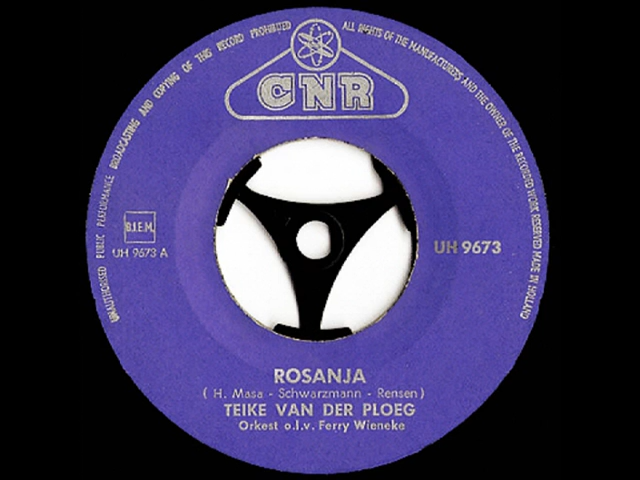 UNAUTHORISED PUBLIC PERFORMANCE BROADCASTING AND COPYING OF THIS RECORD PROHIBITED
ALL RIGHTS OF THE MANUFACTURERS AND THE OWNER OF THE RECORDED WORK RESERVED MADE IN HOLLAND
CNR
B.I.E.M.
UH 9673 A
UH 9673
ROSANJA
( H. Masa - Schwarzmann - Rensen )
TEIKE VAN DER PLOEG
Orkest o.l.v. Ferry Wieneke